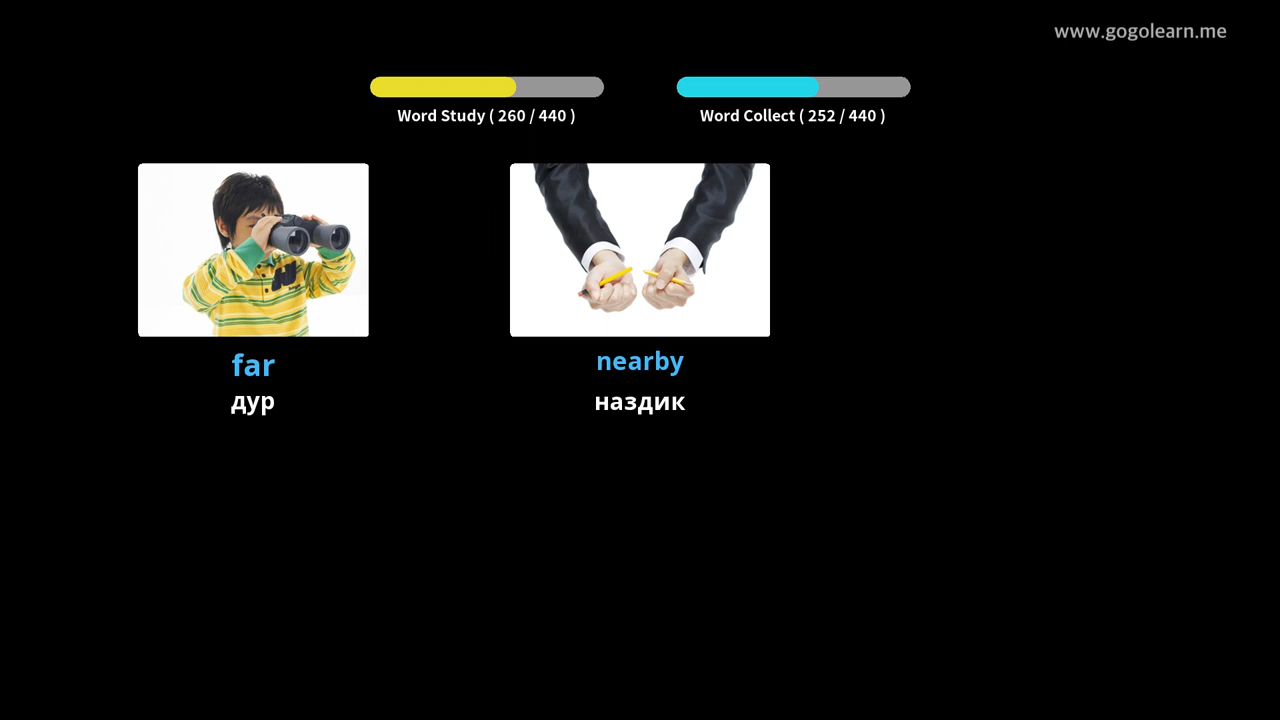 www.gogolearn.me
Word Study ( 260 / 440 )
Word Collect ( 252 / 440 )
far
дур
nearby
наздик